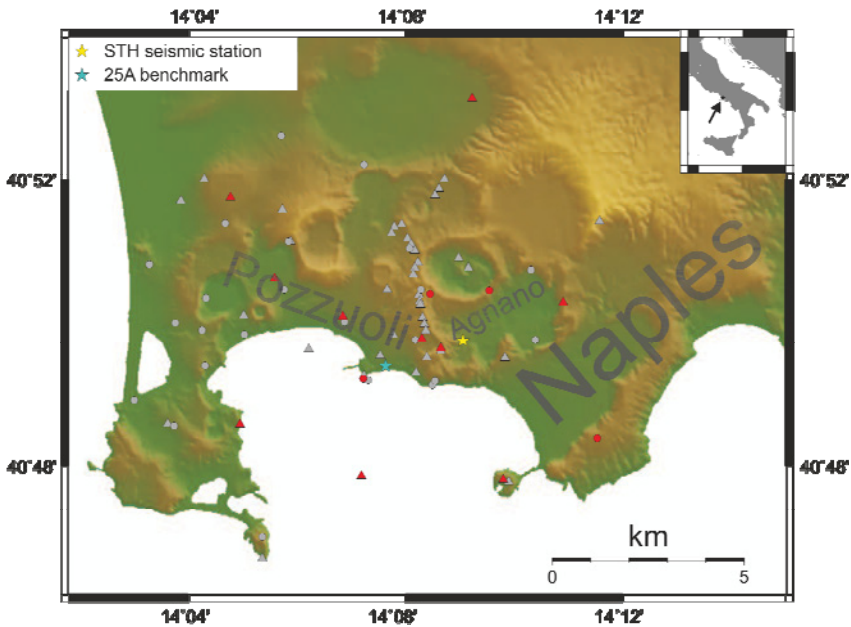 14°04' 14°08' 14°12'
STH seismic station
25A benchmark
40°52' 40°52'
Pozzuoli
Agnano
Naples
40°48' 40°48'
km
0 5
14°04' 14°08' 14°12'